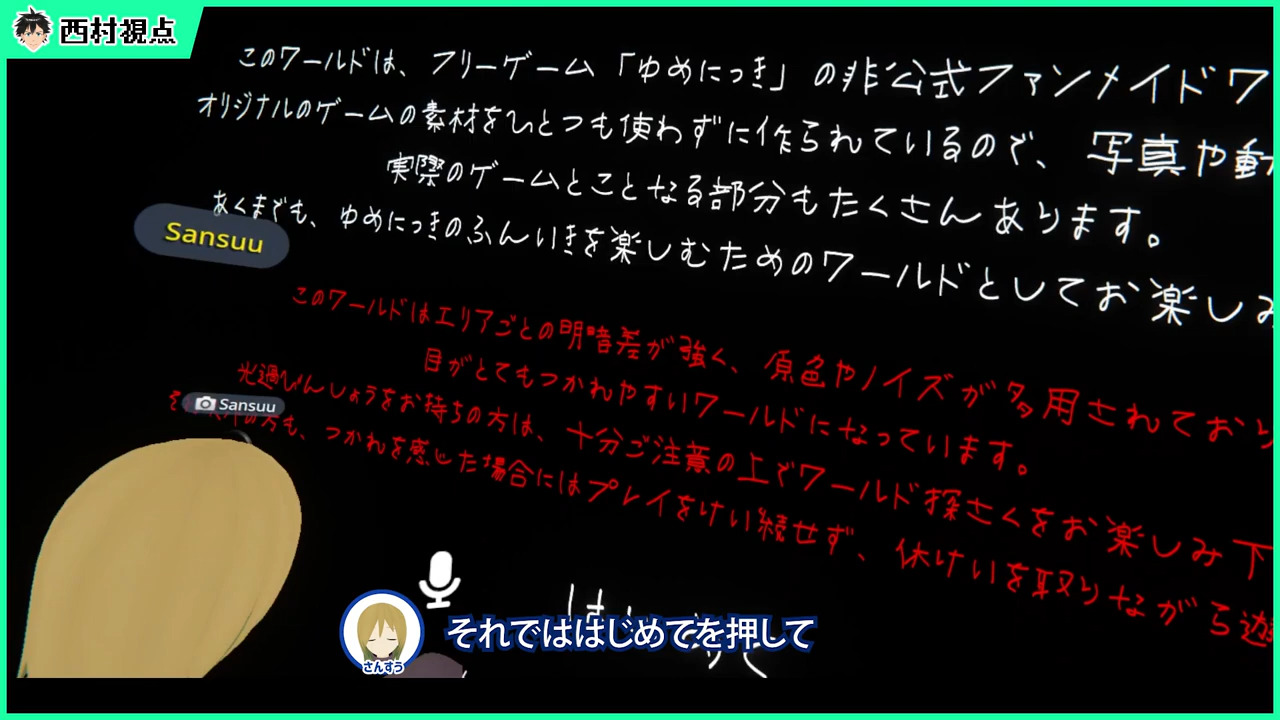 西村視点
このワールドは、フリーゲーム「ゆめにっき」の非公式ファンメイドワ
オリジナルのゲームの素材をひとつも使わずに作られているので、写真や動
実際のゲームとことなる部分もたくさんあります。
あくまでも、ゆめにっきのふんいきを楽しむためのワールドとしてお楽しみ
Sansuu
このワールドはエリアごとの明暗差が強く、原色やノイズが多用されており
目がとてもつかれやすいワールドになっています。
光過びんしょうをお持ちの方は、十分ご注意の上でワールド探さくをお楽しみ下
Sansuu
の方も、つかれを感じた場合にはプレイをけい続せず、休けいを取りながら遊
それでははじめてを押して
さんすう